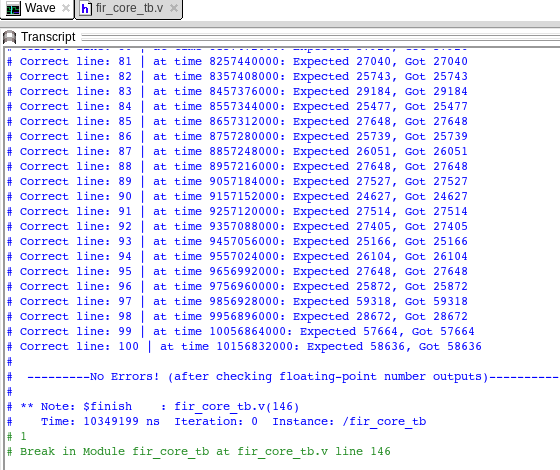 Wave
fir_core_tb.v
Transcript
# Correct line: 81 | at time 8257440000: Expected 27040, Got 27040
# Correct line: 82 | at time 8357408000: Expected 25743, Got 25743
# Correct line: 83 | at time 8457376000: Expected 29184, Got 29184
# Correct line: 84 | at time 8557344000: Expected 25477, Got 25477
# Correct line: 85 | at time 8657312000: Expected 27648, Got 27648
# Correct line: 86 | at time 8757280000: Expected 25739, Got 25739
# Correct line: 87 | at time 8857248000: Expected 26051, Got 26051
# Correct line: 88 | at time 8957216000: Expected 27648, Got 27648
# Correct line: 89 | at time 9057184000: Expected 27527, Got 27527
# Correct line: 90 | at time 9157152000: Expected 24627, Got 24627
# Correct line: 91 | at time 9257120000: Expected 27514, Got 27514
# Correct line: 92 | at time 9357088000: Expected 27405, Got 27405
# Correct line: 93 | at time 9457056000: Expected 25166, Got 25166
# Correct line: 94 | at time 9557024000: Expected 26104, Got 26104
# Correct line: 95 | at time 9656992000: Expected 27648, Got 27648
# Correct line: 96 | at time 9756960000: Expected 25872, Got 25872
# Correct line: 97 | at time 9856928000: Expected 59318, Got 59318
# Correct line: 98 | at time 9956896000: Expected 28672, Got 28672
# Correct line: 99 | at time 10056864000: Expected 57664, Got 57664
# Correct line: 100 | at time 10156832000: Expected 58636, Got 58636
#
#  ---------No Errors! (after checking floating-point number outputs)----------
#
# ** Note: $finish    : fir_core_tb.v(146)
#    Time: 10349199 ns  Iteration: 0  Instance: /fir_core_tb
# 1
# Break in Module fir_core_tb at fir_core_tb.v line 146